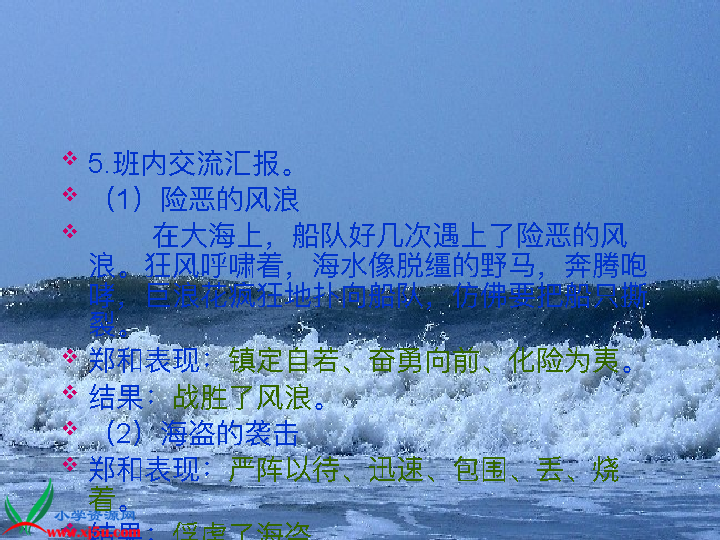 5.班内交流汇报。
（1）险恶的风浪
在大海上，船队好几次遇上了险恶的风
浪。狂风呼啸着，海水像脱缰的野马，奔腾咆
哮，巨浪花疯狂地扑向船队，仿佛要把船只撕
裂。
郑和表现：镇定自若、奋勇向前、化险为夷。
结果：战胜了风浪。
（2）海盗的袭击
郑和表现：严阵以待、迅速、包围、丢、烧
着。
结果：俘虏了海盗
小学资源网
www.xj5u.com